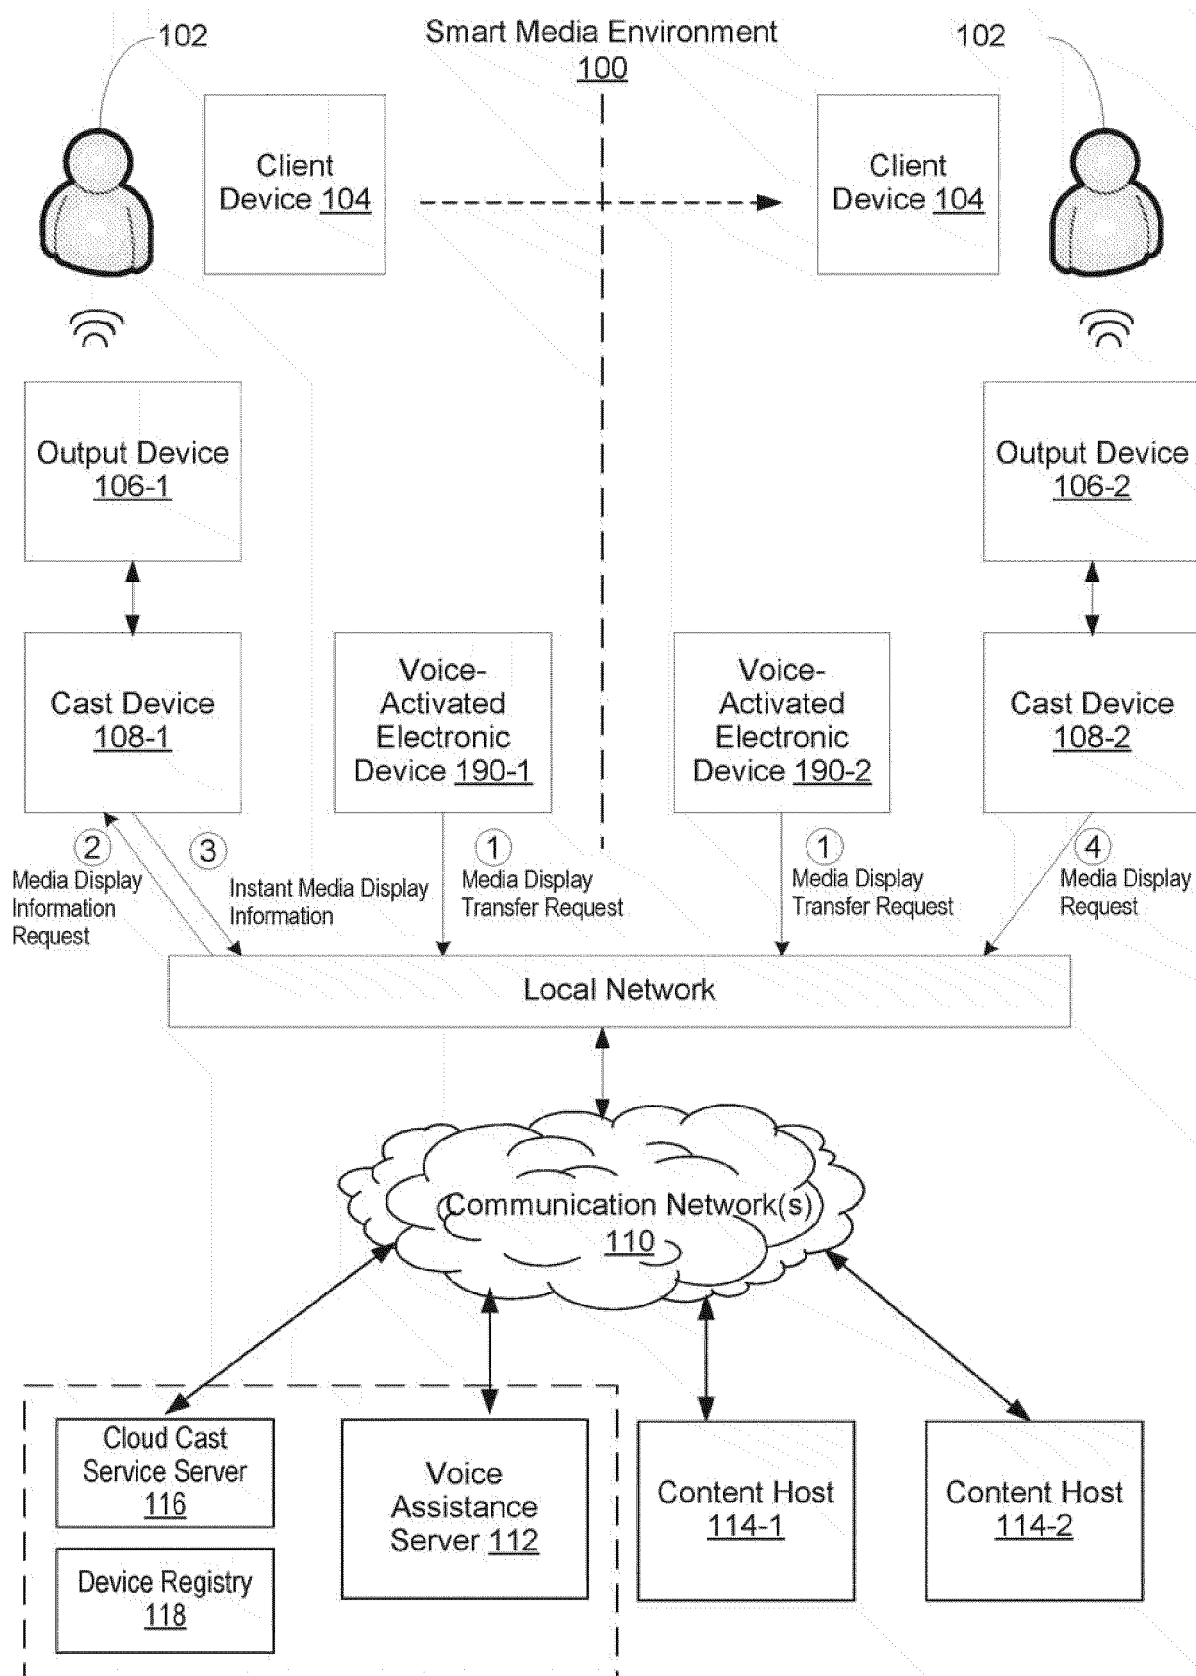 102
Smart Media Environment
100
102
Client
Device 104
Client
Device 104
Output Device
106-1
Output Device
106-2
Cast Device
108-1
Voice-
Activated
Electronic
Device 190-1
Voice-
Activated
Electronic
Device 190-2
Cast Device
108-2
2
Media Display
Information
Request
3
Instant Media Display
Information
1
Media Display
Transfer Request
1
Media Display
Transfer Request
4
Media Display
Request
Local Network
Communication Network(s)
110
Cloud Cast
Service Server
116
Device Registry
118
Voice
Assistance
Server 112
Content Host
114-1
Content Host
114-2